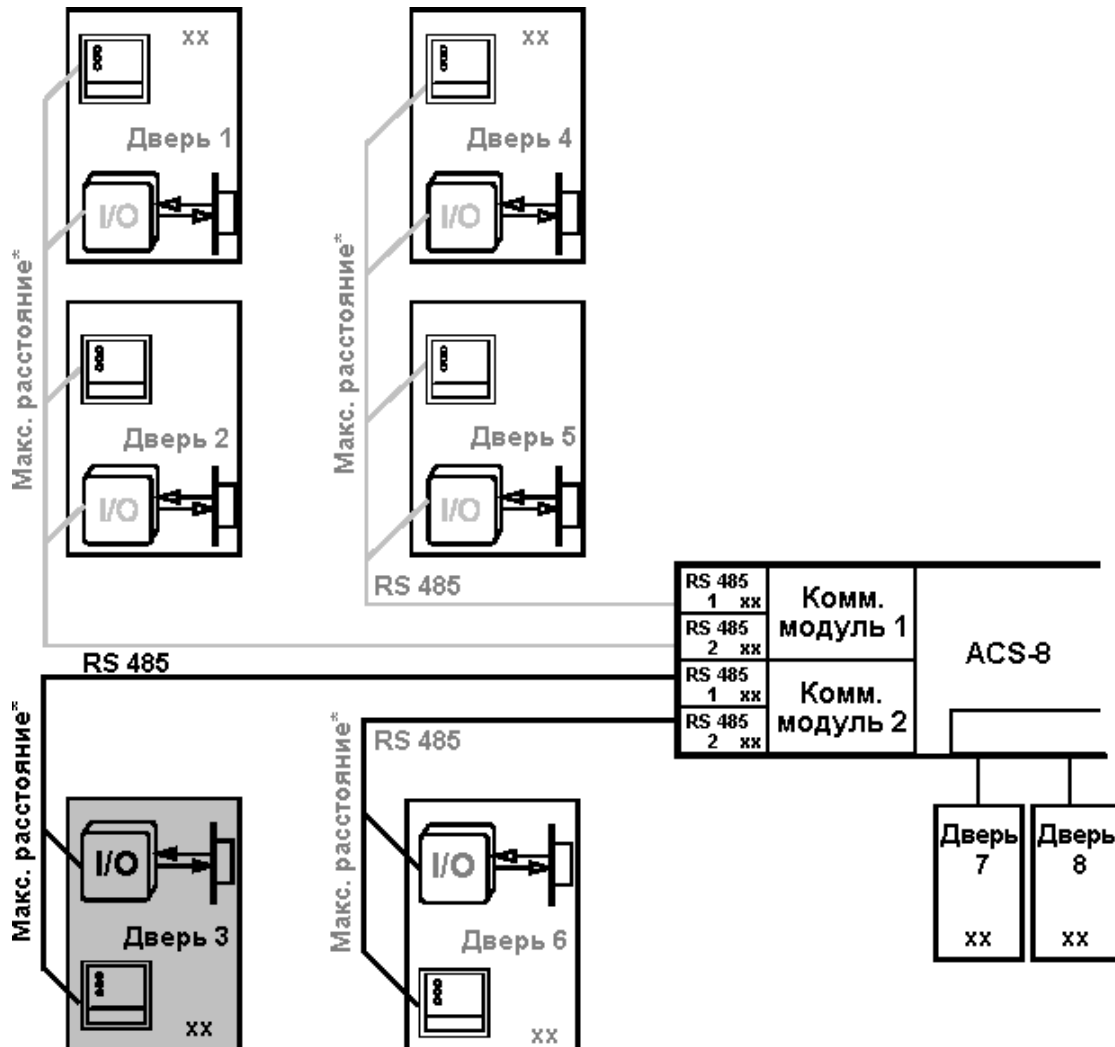 xx
xx
Дверь 1
Дверь 4
I/O
I/O
Макс. расстояние*
Макс. расстояние*
Дверь 2
Дверь 5
I/O
I/O
RS 485
RS 485
1 xx
Комм.
модуль 1
RS 485
2 xx
ACS-8
RS 485
RS 485
1 xx
Комм.
модуль 2
RS 485
2 xx
RS 485
Макс. расстояние*
Макс. расстояние*
I/O
I/O
Дверь
7
xx
Дверь
8
xx
Дверь 3
Дверь 6
xx
xx